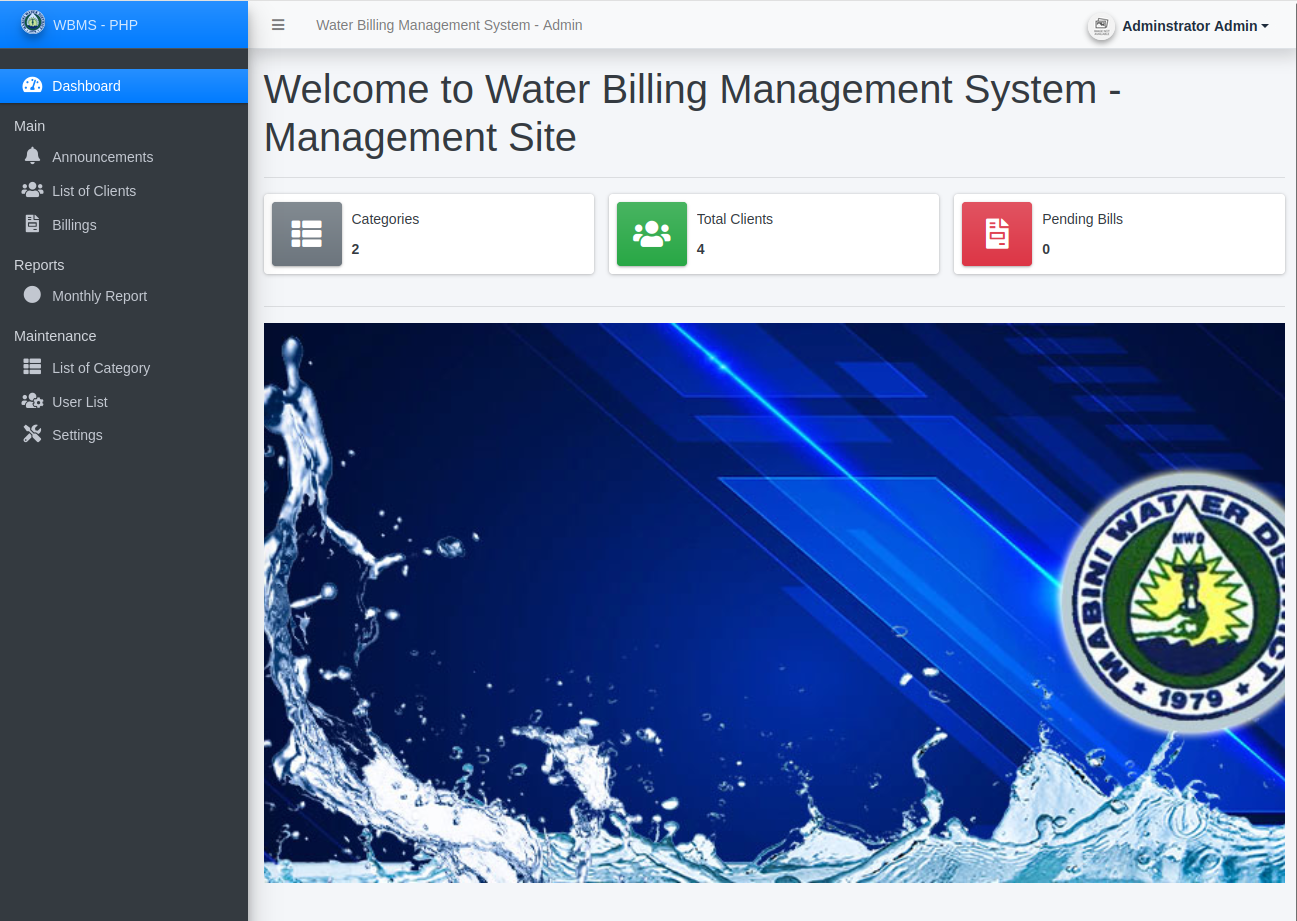 WBMS - PHP
Water Billing Management System - Admin
Adminstrator Admin
Dashboard
Main
Announcements
List of Clients
Billings
Reports
Monthly Report
Maintenance
List of Category
User List
Settings
Welcome to Water Billing Management System -
Management Site
Categories
2
Total Clients
4
Pending Bills
0
MABINI WATER DISTRICT
MWD
1979